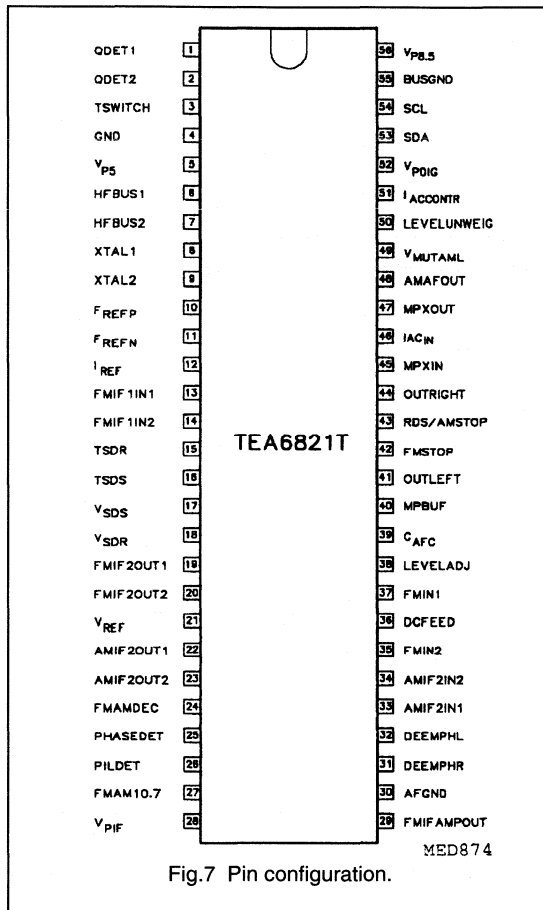 QDET1 1 56 VP8.5
QDET2 2 55 BUSGND
TSWITCH 3 54 SCL
GND 4 53 SDA
VP5 5 52 VPDIG
HFBUS1 6 51 IACCONTR
HFBUS2 7 50 LEVELUNWEIG
XTAL1 8 49 VMUTAML
XTAL2 9 48 AMAFOUT
FREFP 10 47 MPXOUT
FREFN 11 46 IACIN
IREF 12 45 MPXIN
FMIF1IN1 13 44 OUTRIGHT
FMIF1IN2 14 43 RDS/AMSTOP
TSDR 15 TEA6821T 42 FMSTOP
TSDS 16 41 OUTLEFT
VSDS 17 40 MPBUF
VSDR 18 39 CAFC
FMIF2OUT1 19 38 LEVELADJ
FMIF2OUT2 20 37 FMIN1
VREF 21 36 DCFEED
AMIF2OUT1 22 35 FMIN2
AMIF2OUT2 23 34 AMIF2IN2
FMAMDEC 24 33 AMIF2IN1
PHASEDET 25 32 DEEMPHL
PILDET 26 31 DEEMPHR
FMAM10.7 27 30 AFGND
VPIF 28 29 FMIFAMPOUT
MED874
Fig.7 Pin configuration.